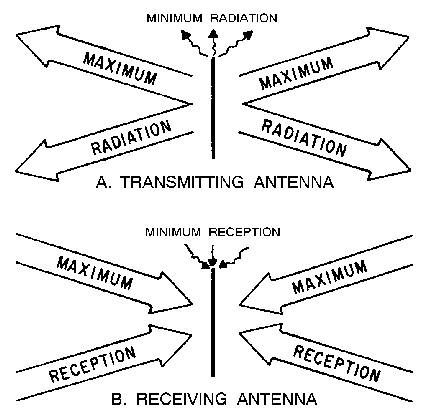 MINIMUM RADIATION
MAXIMUM
MAXIMUM
RADIATION
RADIATION
A. TRANSMITTING ANTENNA
MINIMUM RECEPTION
MAXIMUM
MAXIMUM
RECEPTION
RECEPTION
B. RECEIVING ANTENNA